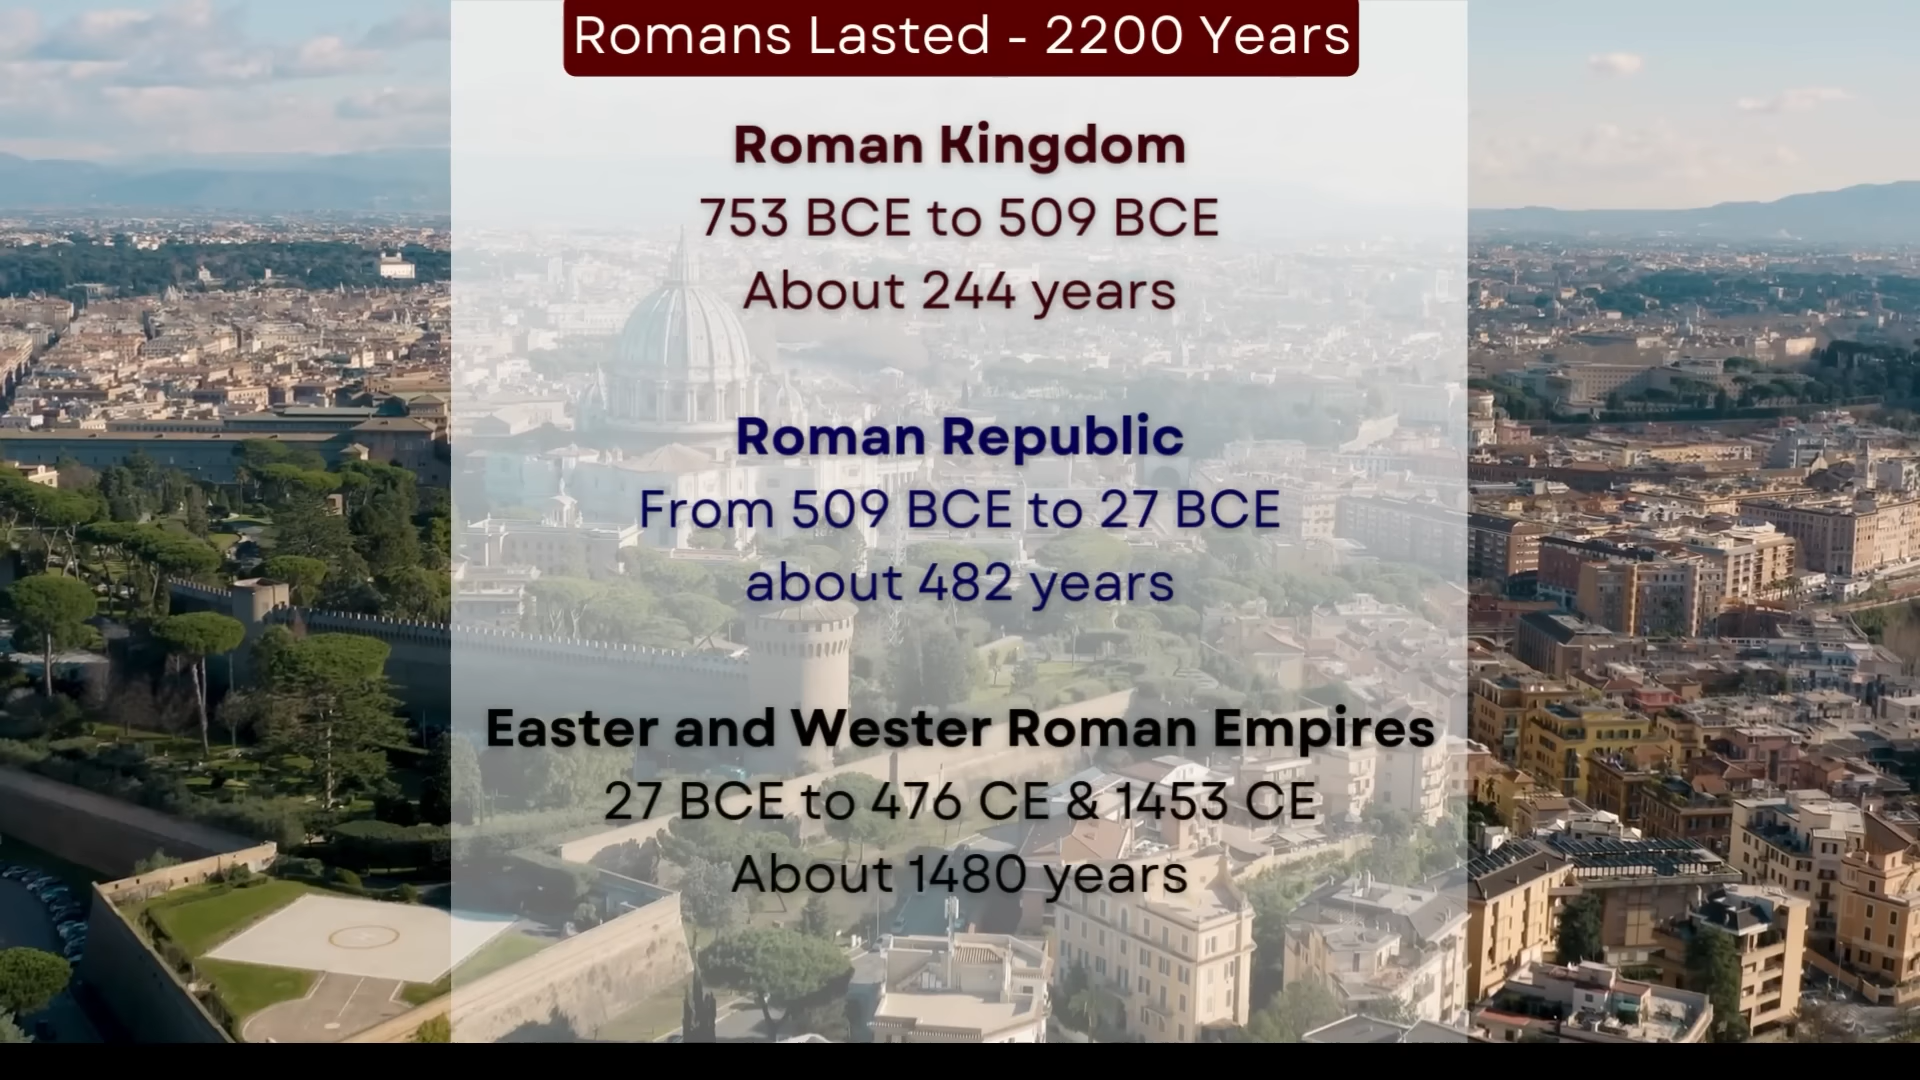 Romans Lasted - 2200 Years
Roman Kingdom
753 BCE to 509 BCE
About 244 years
Roman Republic
From 509 BCE to 27 BCE
about 482 years
Easter and Wester Roman Empires
27 BCE to 476 CE & 1453 CE
About 1480 years